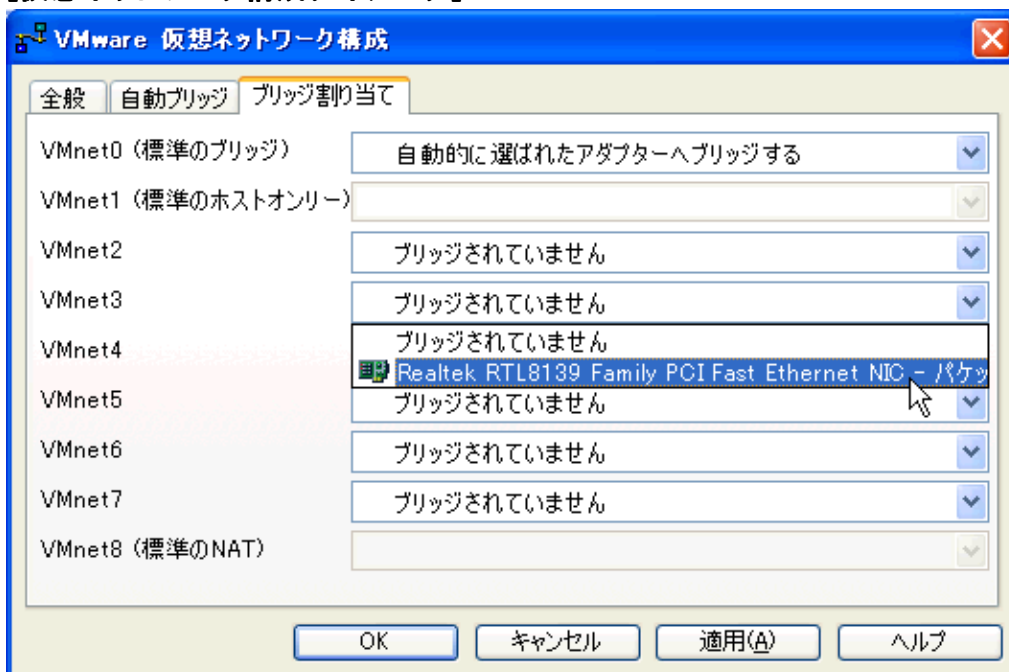 VMware 仮想ネットワーク構成
全般 自動ブリッジ ブリッジ割り当て
VMnet0（標準のブリッジ） 自動的に選ばれたアダプターへブリッジする
VMnet1（標準のホストオンリー）
VMnet2 ブリッジされていません
VMnet3 ブリッジされていません
ブリッジされていません
VMnet4
Realtek RTL8139 Family PCI Fast Ethernet NIC - パケッ
VMnet5 ブリッジされていません
VMnet6 ブリッジされていません
VMnet7 ブリッジされていません
VMnet8（標準のNAT）
OK キャンセル 適用(A) ヘルプ